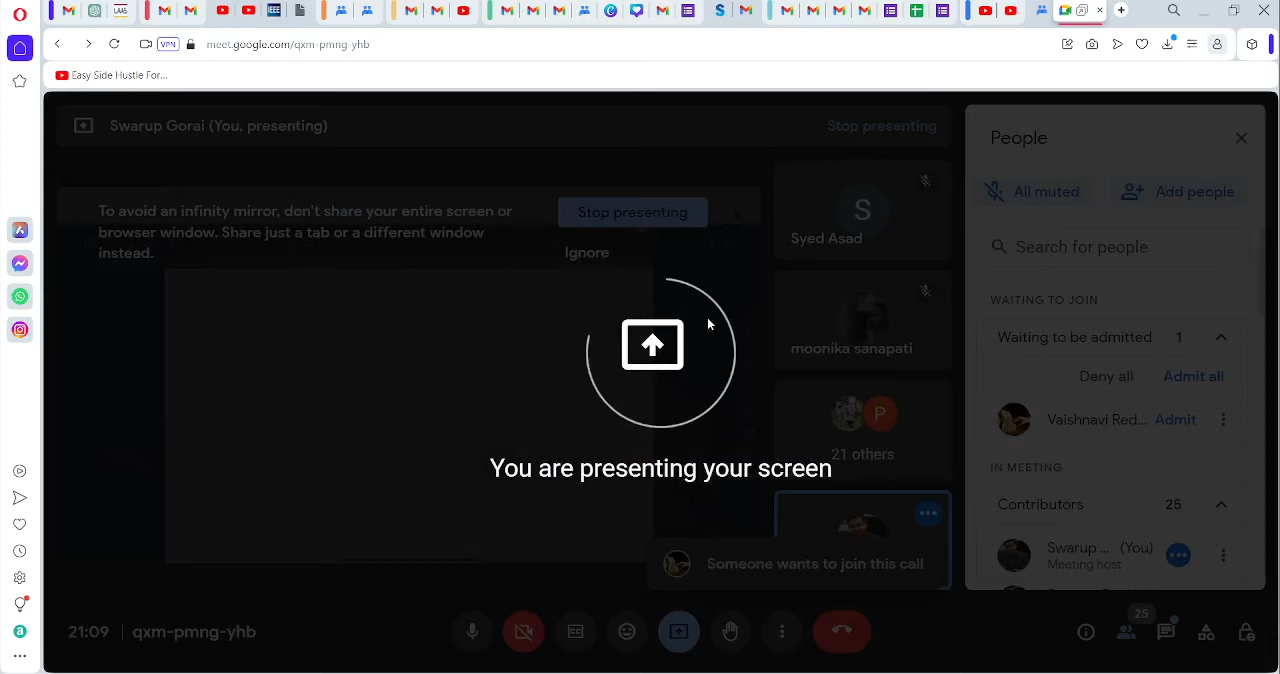 LAAS
IEEE
VPN
meet.google.com/qxm-pmng-yhb
Easy Side Hustle For...
Swarup Gorai (You, presenting)
Stop presenting
To avoid an infinity mirror, don't share your entire screen or
browser window. Share just a tab or a different window
instead.
Stop presenting
Ignore
You are presenting your screen
S
Syed Asad
moonika sanapati
P
21 others
Someone wants to join this call
People
All muted
Add people
Search for people
WAITING TO JOIN
Waiting to be admitted 1
Deny all Admit all
Vaishnavi Red... Admit
IN MEETING
Contributors 25
Swarup ... (You)
Meeting host
21:09 | qxm-pmng-yhb
25